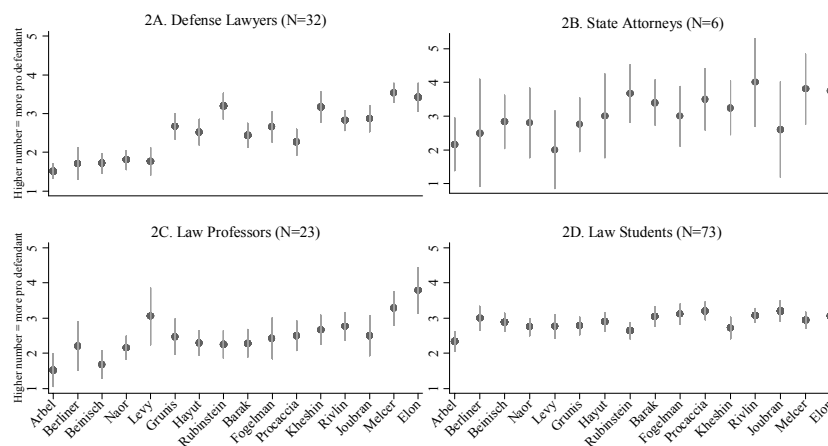 2A. Defense Lawyers (N=32)
Higher number = more pro defendant
1 2 3 4 5
2B. State Attorneys (N=6)
1 2 3 4 5
2C. Law Professors (N=23)
Higher number = more pro defendant
1 2 3 4 5
Arbel
Berliner
Beinisch
Naor
Levy
Grunis
Hayut
Rubinstein
Barak
Fogelman
Procaccia
Kheshin
Rivlin
Joubran
Melcer
Elon
2D. Law Students (N=73)
1 2 3 4 5
Arbel
Berliner
Beinisch
Naor
Levy
Grunis
Hayut
Rubinstein
Barak
Fogelman
Procaccia
Kheshin
Rivlin
Joubran
Melcer
Elon